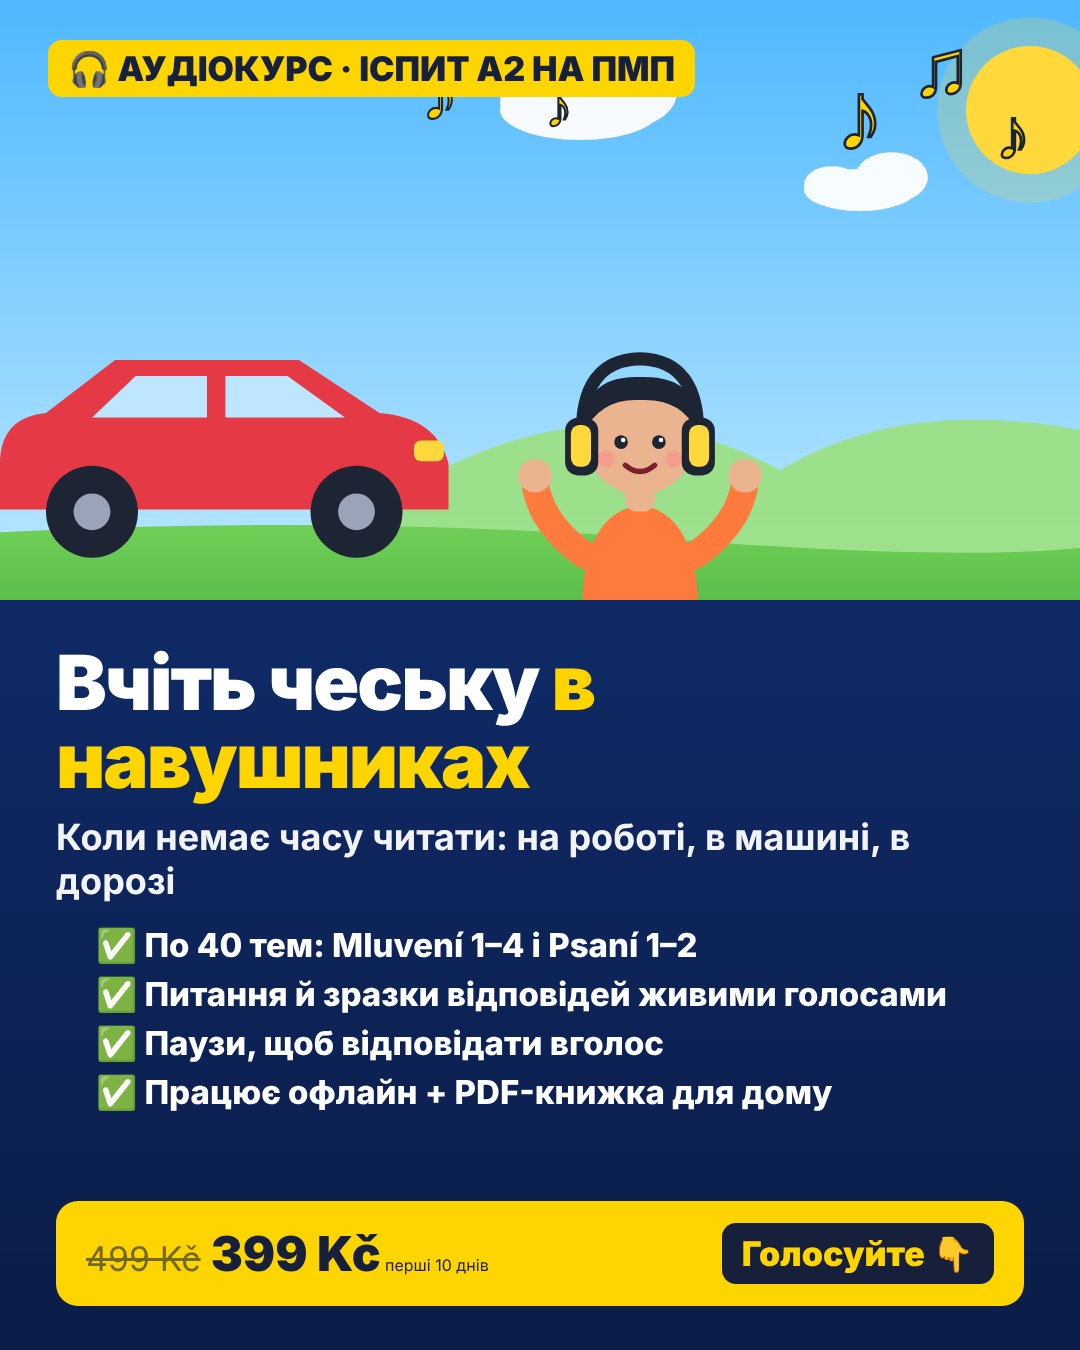 🎧 АУДІОКУРС · ІСПИТ А2 НА ПМП
Вчіть чеську в
навушниках
Коли немає часу читати: на роботі, в машині, в
дорозі
✅ По 40 тем: Mluvení 1–4 і Psaní 1–2
✅ Питання й зразки відповідей живими голосами
✅ Паузи, щоб відповідати вголос
✅ Працює офлайн + PDF-книжка для дому
499 Kč 399 Kč перші 10 днів
Голосуйте 👇